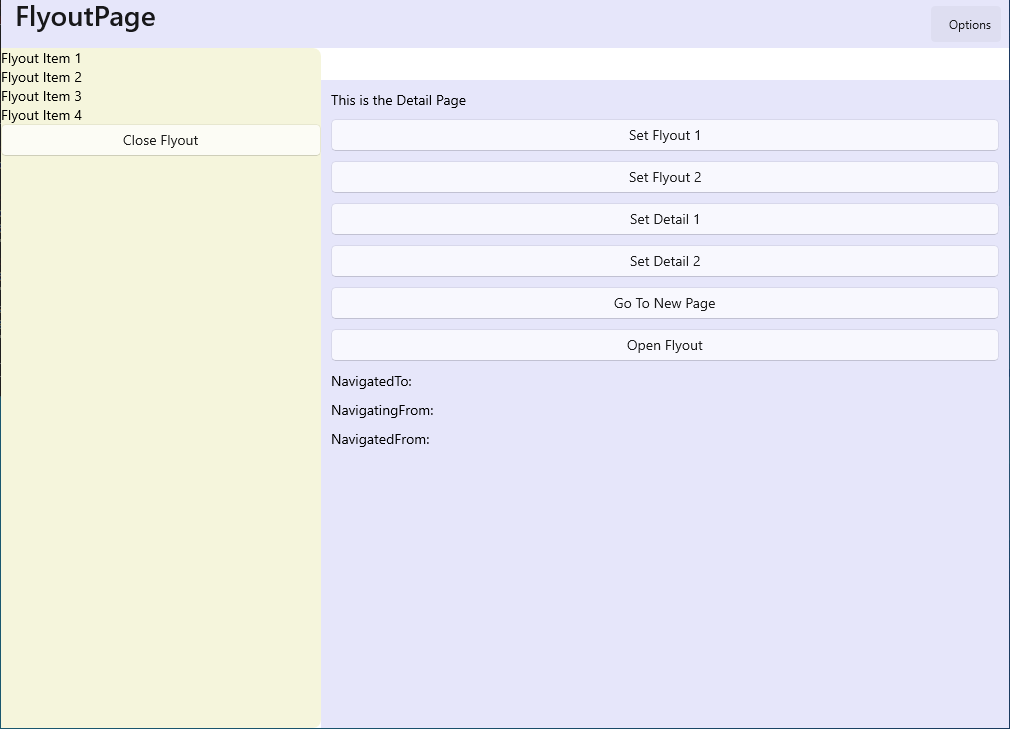 FlyoutPage
Options
Flyout Item 1
Flyout Item 2
Flyout Item 3
Flyout Item 4
Close Flyout
This is the Detail Page
Set Flyout 1
Set Flyout 2
Set Detail 1
Set Detail 2
Go To New Page
Open Flyout
NavigatedTo:
NavigatingFrom:
NavigatedFrom: